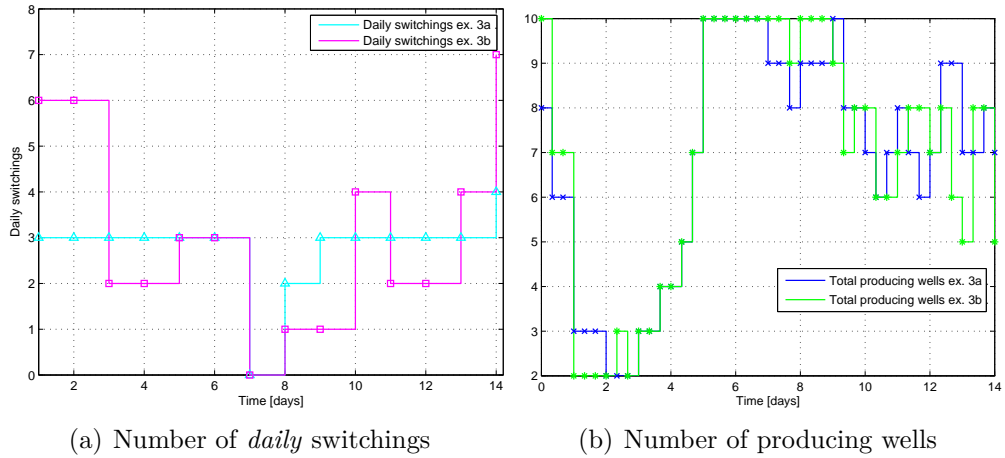 Daily switchings ex. 3a
Daily switchings ex. 3b
Daily switchings
8
7
6
5
4
3
2
1
0
2 4 6 8 10 12 14
Time [days]
(a) Number of daily switchings
Total producing wells ex. 3a
Total producing wells ex. 3b
10
9
8
7
6
5
4
3
2
0 2 4 6 8 10 12 14
Time [days]
(b) Number of producing wells